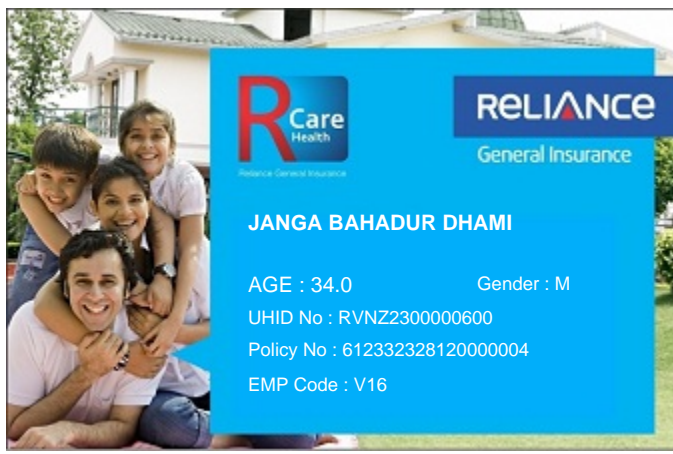 R Care
Health
Reliance General Insurance
RELIANCE
General Insurance
JANGA BAHADUR DHAMI
AGE : 34.0
Gender : M
UHID No : RVNZ2300000600
Policy No : 612332328120000004
EMP Code : V16